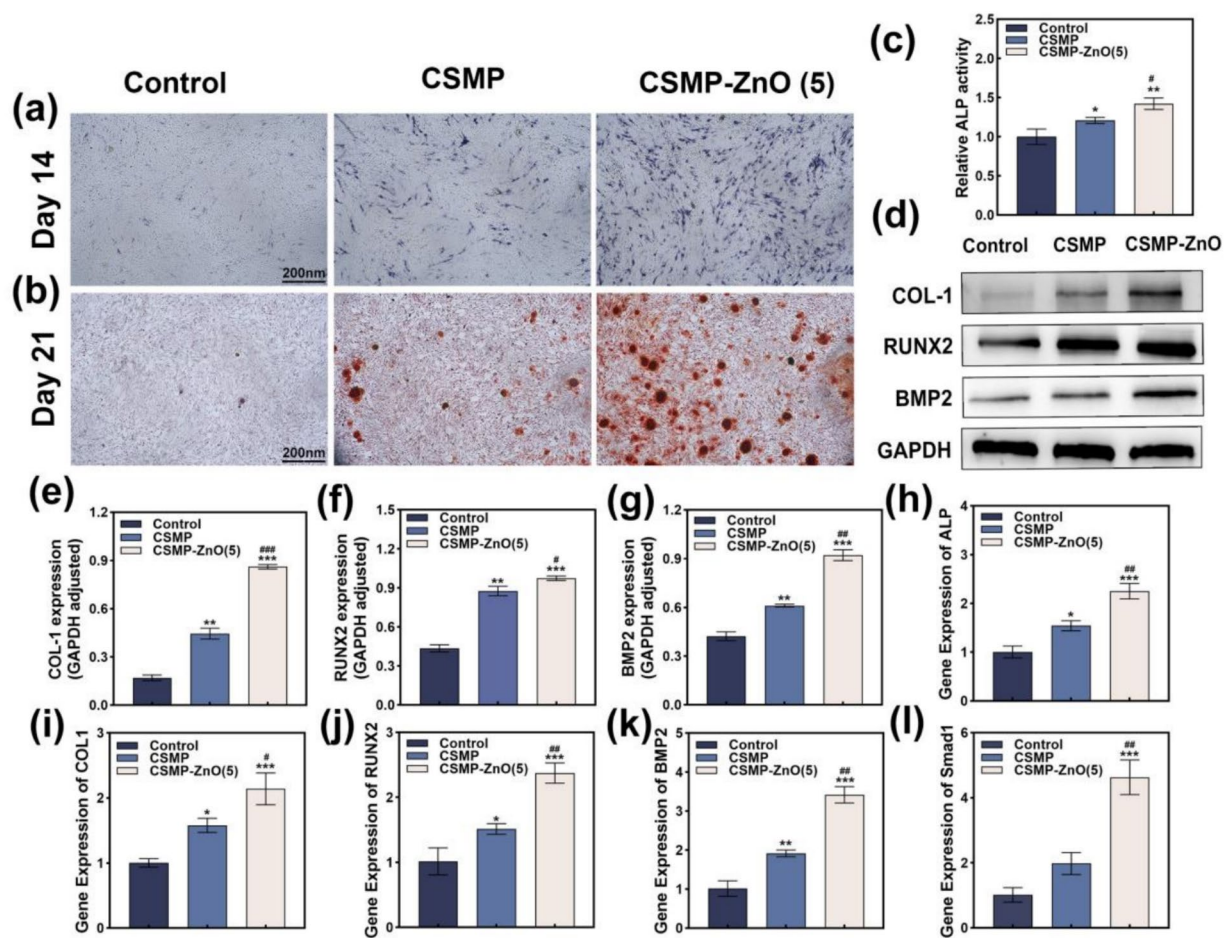 Control
CSMP
CSMP-ZnO (5)
(a)
Day 14
200nm
(b)
Day 21
200nm
(c)
Relative ALP activity
2.5
2.0
1.5
1.0
0.5
0.0
Control
CSMP
CSMP-ZnO(5)
*
#
**
(d)
Control CSMP CSMP-ZnO
COL-1
RUNX2
BMP2
GAPDH
(e)
COL-1 expression
(GAPDH adjusted)
1.2
0.9
0.6
0.3
0.0
Control
CSMP
CSMP-ZnO(5)
**
###
***
(f)
RUNX2 expression
(GAPDH adjusted)
1.5
1.2
0.9
0.6
0.3
0.0
Control
CSMP
CSMP-ZnO(5)
**
#
***
(g)
BMP2 expression
(GAPDH adjusted)
1.2
0.9
0.6
0.3
0.0
Control
CSMP
CSMP-ZnO(5)
**
##
***
(h)
Gene Expression of ALP
4
3
2
1
0
Control
CSMP
CSMP-ZnO(5)
*
##
***
(i)
Gene Expression of COL1
3
2
1
0
Control
CSMP
CSMP-ZnO(5)
*
#
***
(j)
Gene Expression of RUNX2
3
2
1
0
Control
CSMP
CSMP-ZnO(5)
*
##
***
(k)
Gene Expression of BMP2
5
4
3
2
1
0
Control
CSMP
CSMP-ZnO(5)
**
##
***
(l)
Gene Expression of Smad1
6
4
2
0
Control
CSMP
CSMP-ZnO(5)
##
***